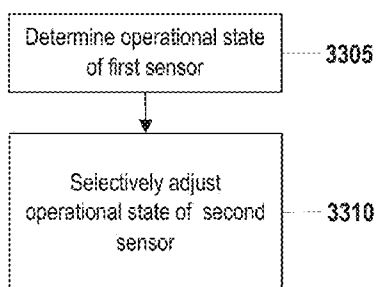 Determine operational state
of first sensor
3305
Selectively adjust
operational state of second
sensor
3310